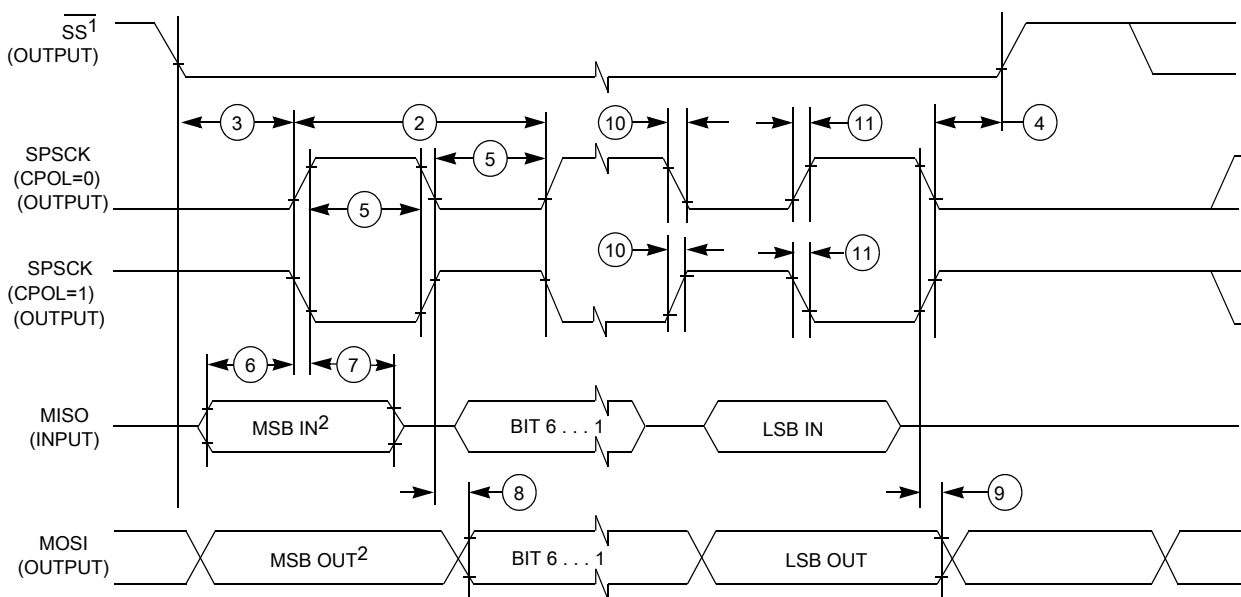 SS¹
(OUTPUT)
3
2
10
11
4
SPSCK
(CPOL=0)
(OUTPUT)
5
5
SPSCK
(CPOL=1)
(OUTPUT)
10
11
6
7
MISO
(INPUT)
MSB IN²
BIT 6 . . . 1
LSB IN
8
9
MOSI
(OUTPUT)
MSB OUT²
BIT 6 . . . 1
LSB OUT